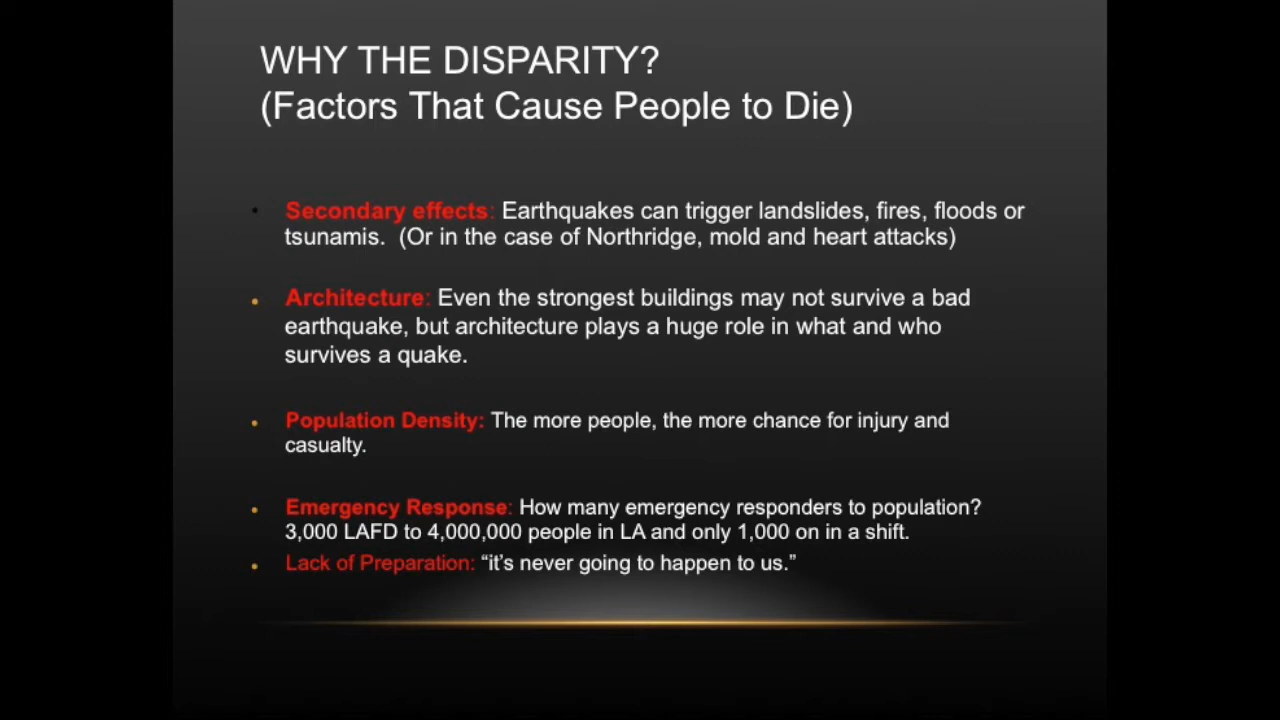 WHY THE DISPARITY?
(Factors That Cause People to Die)
• Secondary effects: Earthquakes can trigger landslides, fires, floods or
tsunamis.  (Or in the case of Northridge, mold and heart attacks)
• Architecture: Even the strongest buildings may not survive a bad
earthquake, but architecture plays a huge role in what and who
survives a quake.
• Population Density: The more people, the more chance for injury and
casualty.
• Emergency Response: How many emergency responders to population?
3,000 LAFD to 4,000,000 people in LA and only 1,000 on in a shift.
• Lack of Preparation: “it’s never going to happen to us.”